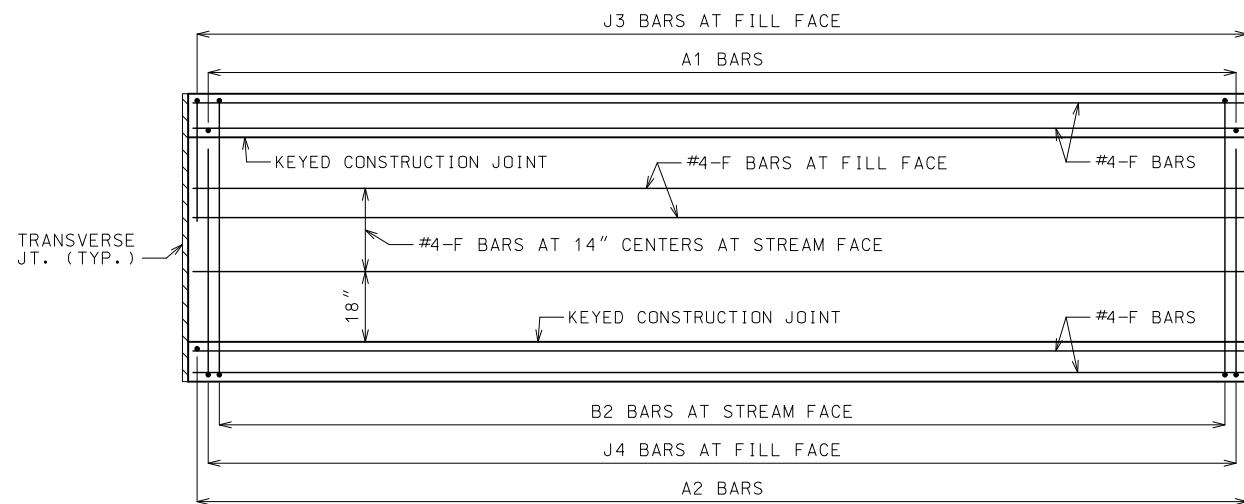 J3 BARS AT FILL FACE
A1 BARS
KEYED CONSTRUCTION JOINT
#4-F BARS AT FILL FACE
#4-F BARS
TRANSVERSE
JT. (TYP.)
#4-F BARS AT 14" CENTERS AT STREAM FACE
18"
KEYED CONSTRUCTION JOINT
#4-F BARS
B2 BARS AT STREAM FACE
J4 BARS AT FILL FACE
A2 BARS